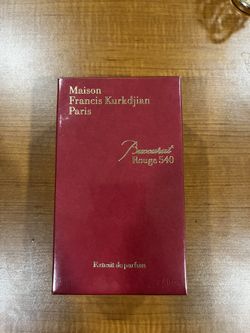 Maison
Francis Kurkdjian
Paris
Baccarat
Rouge 540
Extrait de parfum